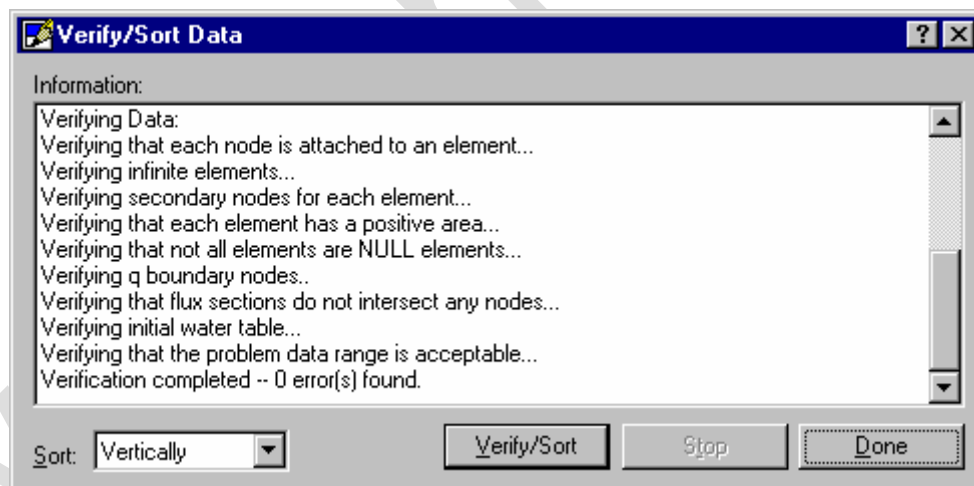 Verify/Sort Data
Information:
Verifying Data:
Verifying that each node is attached to an element...
Verifying infinite elements...
Verifying secondary nodes for each element...
Verifying that each element has a positive area...
Verifying that not all elements are NULL elements...
Verifying q boundary nodes..
Verifying that flux sections do not intersect any nodes...
Verifying initial water table...
Verifying that the problem data range is acceptable...
Verification completed -- 0 error(s) found.
Sort: Vertically Verify/Sort Stop Done